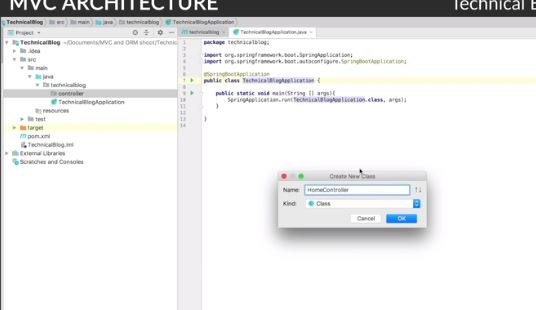 MVC ARCHITECTURE
Technical B
TechnicalBlog src main java technicalblog TechnicalBlogApplication
Project
technicalblog TechnicalBlogApplication.java
TechnicalBlog ~/Documents/MVC and ORM shoot/Technic
.idea
src
main
java
technicalblog
controller
TechnicalBlogApplication
resources
test
target
pom.xml
TechnicalBlog.iml
External Libraries
Scratches and Consoles
1 package technicalblog;
2
3 import org.springframework.boot.SpringApplication;
4 import org.springframework.boot.autoconfigure.SpringBootApplication;
5
6 @SpringBootApplication
7 public class TechnicalBlogApplication {
8
9 public static void main(String [] args){
10 SpringApplication.run(TechnicalBlogApplication.class, args);
11 }
12
13 }
14
Create New Class
Name: HomeController
Kind: Class
Cancel OK